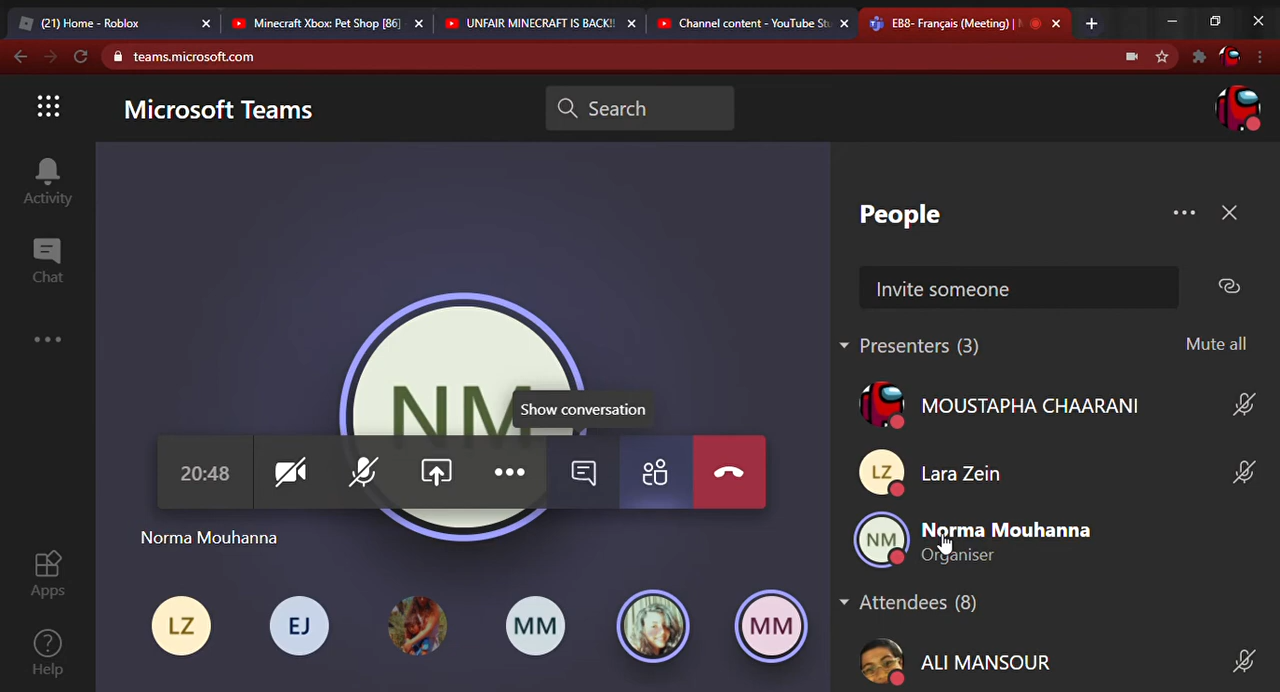 (21) Home - Roblox
Minecraft Xbox: Pet Shop [86]
UNFAIR MINECRAFT IS BACK!!
Channel content - YouTube Stu
EB8- Français (Meeting) |
teams.microsoft.com
Microsoft Teams
Search
Activity
Chat
Apps
Help
NM
Show conversation
20:48
Norma Mouhanna
LZ
EJ
MM
MM
People
Invite someone
Presenters (3)
Mute all
MOUSTAPHA CHAARANI
LZ
Lara Zein
NM
Norma Mouhanna
Organiser
Attendees (8)
ALI MANSOUR